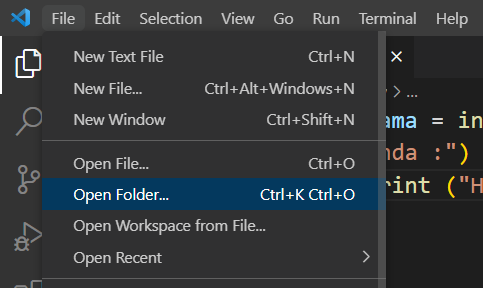 File Edit Selection View Go Run Terminal Help
New Text File Ctrl+N
New File... Ctrl+Alt+Windows+N
New Window Ctrl+Shift+N
Open File... Ctrl+O
Open Folder... Ctrl+K Ctrl+O
Open Workspace from File...
Open Recent
...
ama = in
nda :")
rint ("H